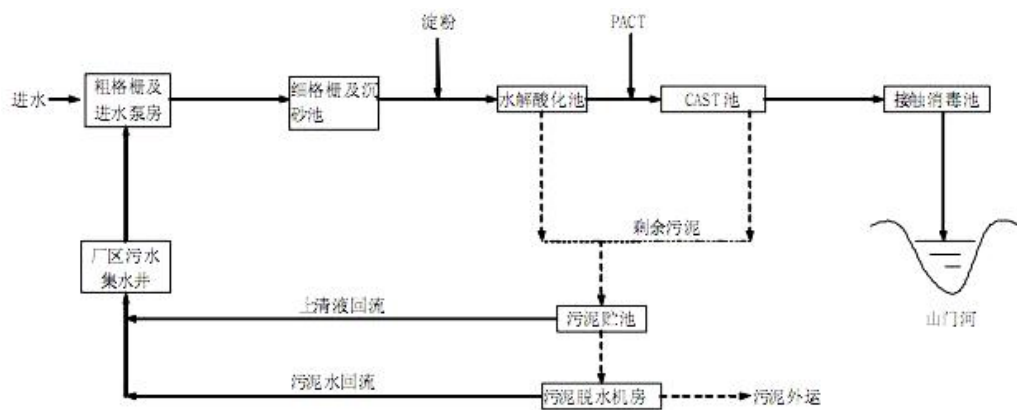 淀粉
PACT
进水
粗格栅及
进水泵房
细格栅及沉
砂池
水解酸化池
CAST池
接触消毒池
剩余污泥
厂区污水
集水井
上清液回流
污泥贮池
山门河
污泥水回流
污泥脱水机房
污泥外运